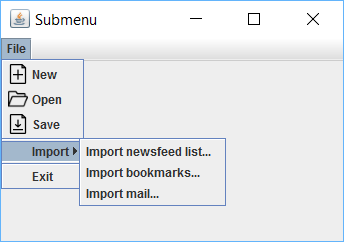 Submenu
File
New
Open
Save
Import
Import newsfeed list...
Import bookmarks...
Import mail...
Exit